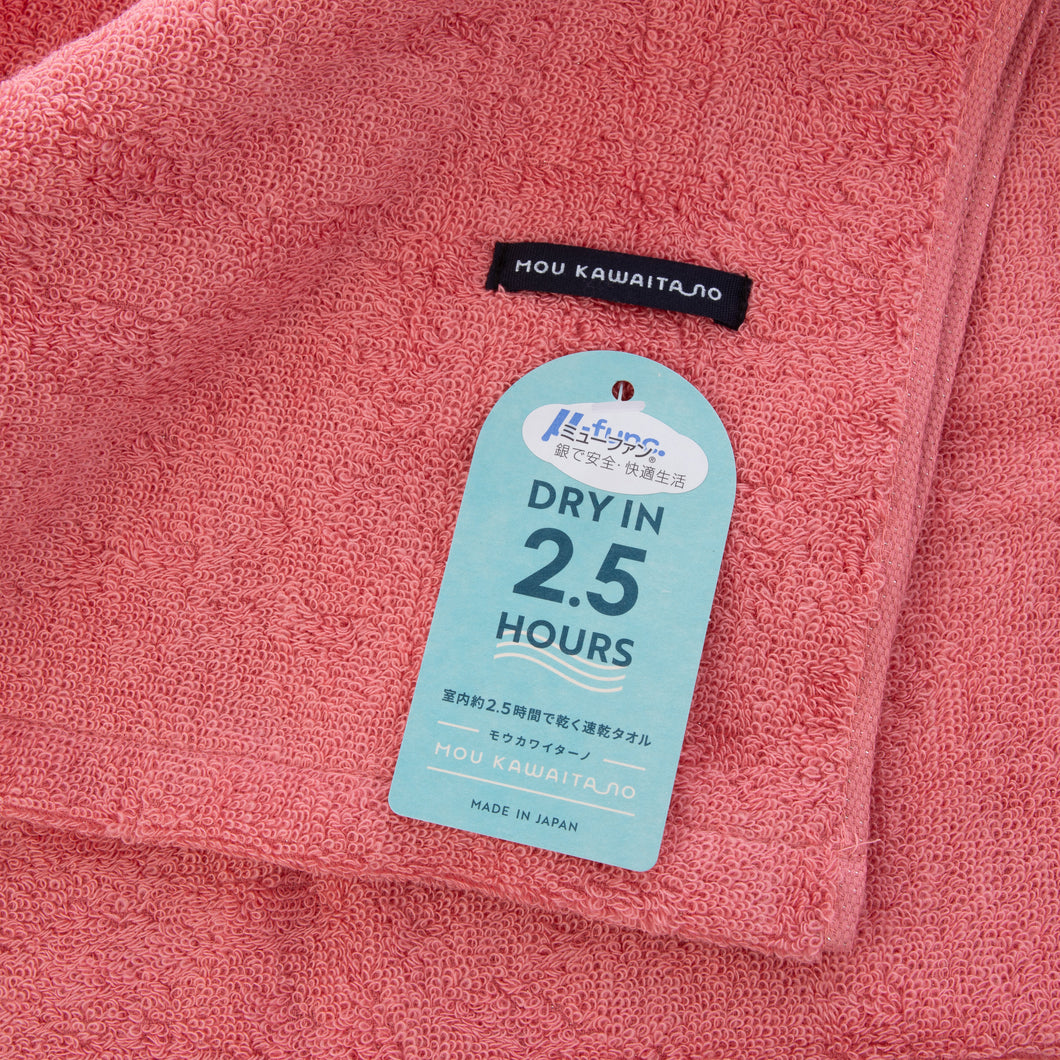 MOU KAWAITANO
μ-func.
ミューファン®
銀で安全・快適生活
DRY IN
2.5
HOURS
室内約2.5時間で乾く速乾タオル
モウカワイターノ
MOU KAWAITANO
MADE IN JAPAN